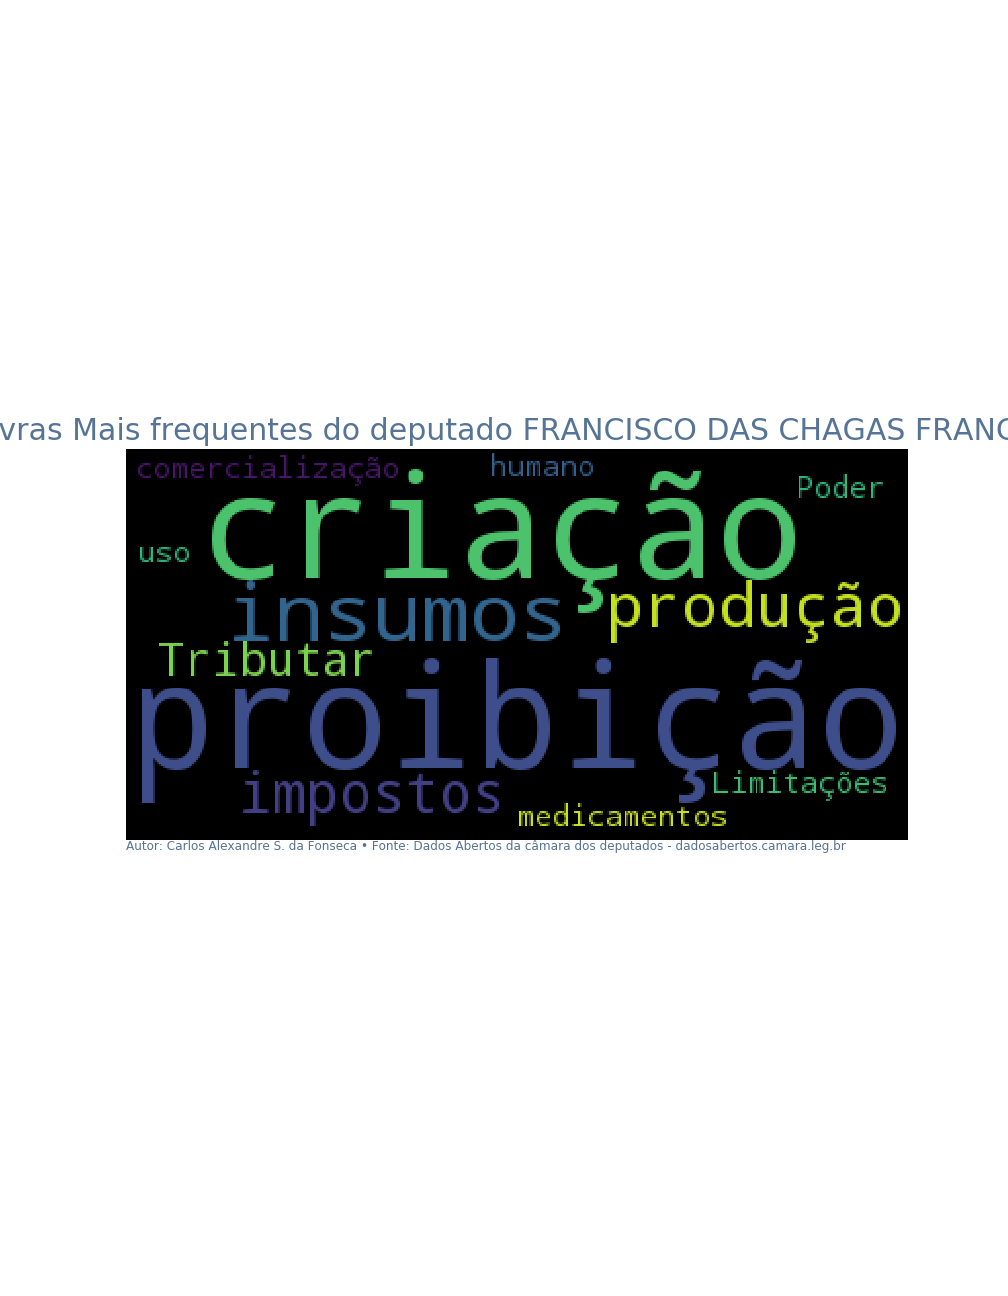 vras Mais frequentes do deputado FRANCISCO DAS CHAGAS FRANC
comercialização
humano
Poder
criação
uso
insumos
produção
Tributar
proibição
impostos
Limitações
medicamentos
Autor: Carlos Alexandre S. da Fonseca • Fonte: Dados Abertos da câmara dos deputados - dadosabertos.camara.leg.br